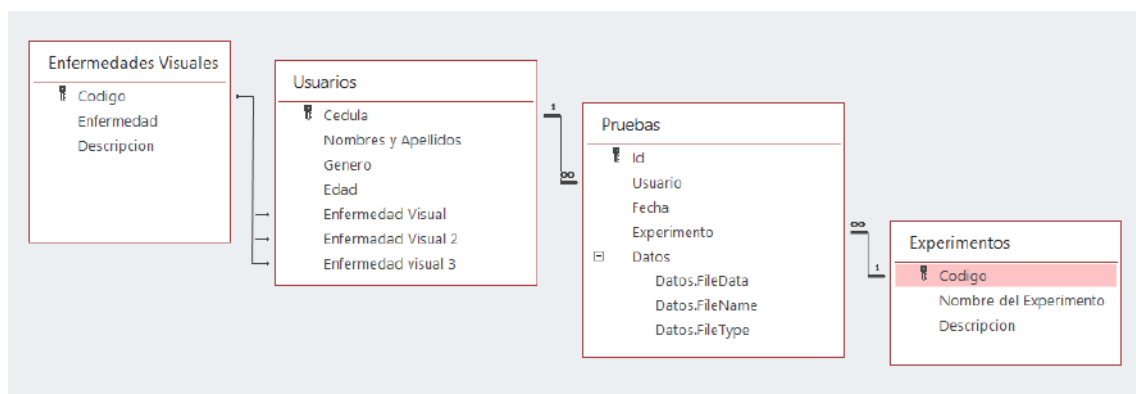 Enfermedades Visuales
Codigo
Enfermedad
Descripcion
Usuarios
Cedula
Nombres y Apellidos
Genero
Edad
Enfermedad Visual
Enfermadad Visual 2
Enfermedad visual 3
1
∞
Pruebas
Id
Usuario
Fecha
Experimento
Datos
Datos.FileData
Datos.FileName
Datos.FileType
∞
1
Experimentos
Codigo
Nombre del Experimento
Descripcion